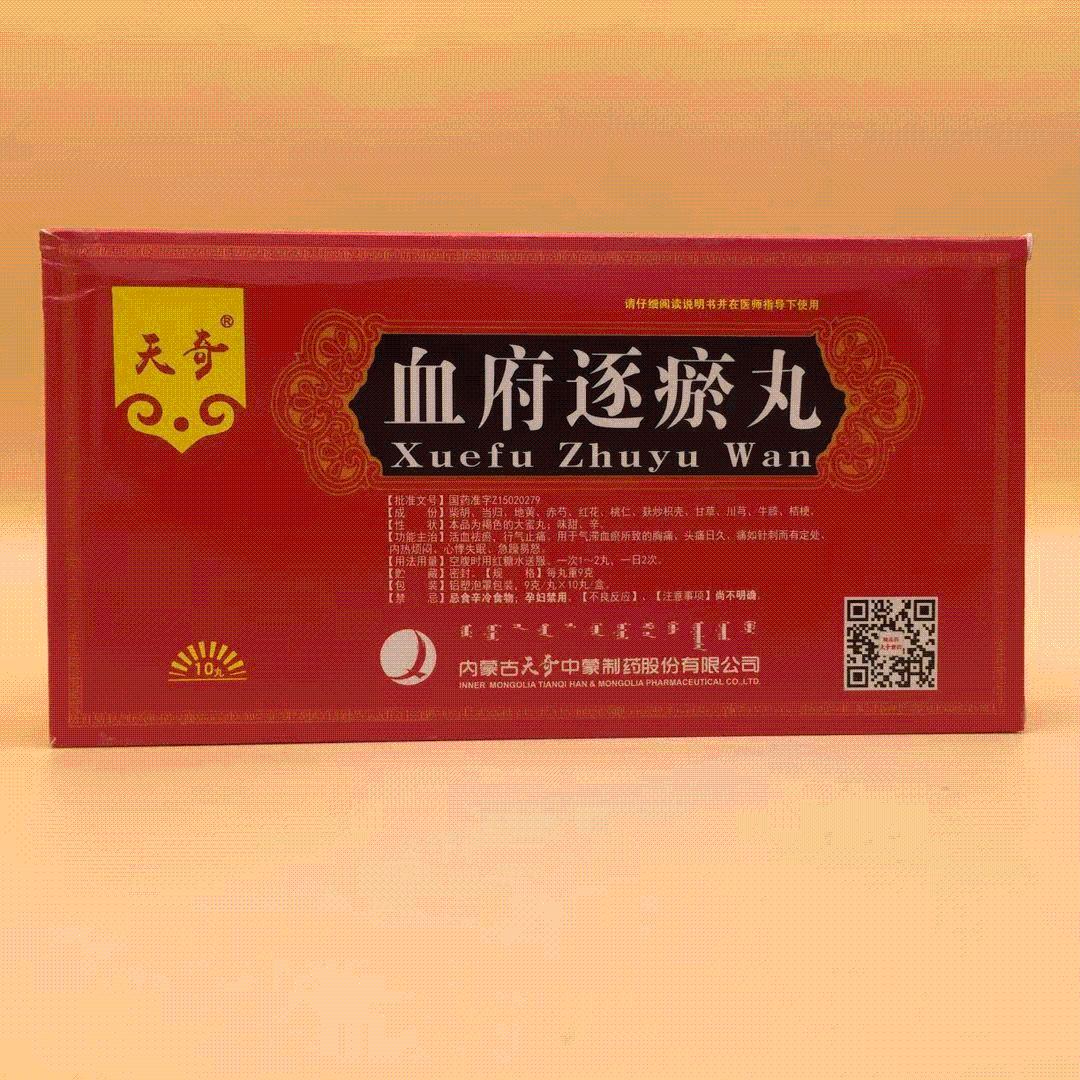 请仔细阅读说明书并在医师指导下使用
天奇®
血府逐瘀丸
Xuefu Zhuyu Wan
【批准文号】国药准字Z15020279
【成 份】柴胡、当归、地黄、赤芍、红花、桃仁、麸炒枳壳、甘草、川芎、牛膝、桔梗。
【性 状】本品为褐色的大蜜丸；味甜、辛。
【功能主治】活血祛瘀，行气止痛。用于气滞血瘀所致的胸痛、头痛日久、痛如针刺而有定处、
内热烦闷、心悸失眠、急躁易怒。
【用法用量】空腹时用红糖水送服。一次1～2丸，一日2次。
【贮 藏】密封。【规 格】每丸重9克
【包 装】铝塑泡罩包装。9克/丸×10丸/盒。
【禁 忌】忌食辛冷食物；孕妇禁用。【不良反应】、【注意事项】尚不明确。
10丸
内蒙古天奇中蒙制药股份有限公司
INNER MONGOLIA TIANQI HAN & MONGOLIA PHARMACEUTICAL CO.,LTD.